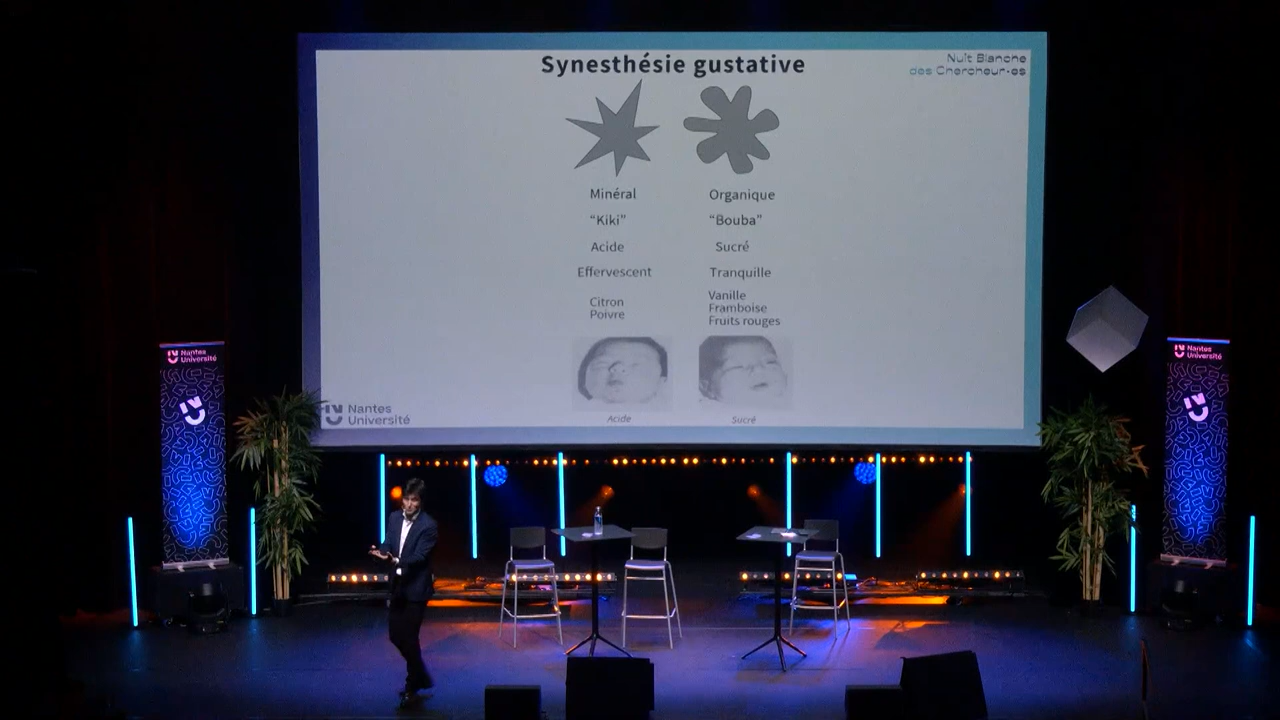 Synesthésie gustative
Nuit Blanche
des Chercheur·es
Minéral
Organique
“Kiki”
“Bouba”
Acide
Sucré
Effervescent
Tranquille
Citron
Poivre
Vanille
Framboise
Fruits rouges
Acide
Sucré
Nantes
Université
Nantes
Université
Nantes
Université